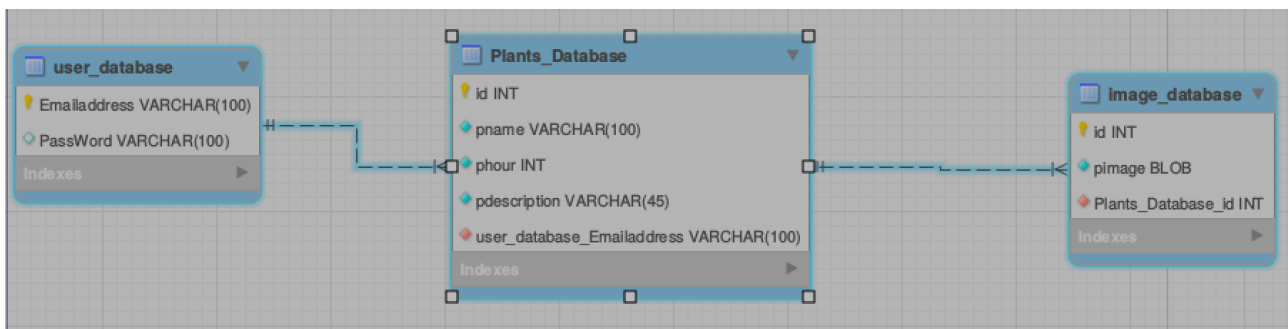 user_database
Emailaddress VARCHAR(100)
PassWord VARCHAR(100)
Indexes
Plants_Database
id INT
pname VARCHAR(100)
phour INT
pdescription VARCHAR(45)
user_database_Emailaddress VARCHAR(100)
Indexes
image_database
id INT
pimage BLOB
Plants_Database_id INT
Indexes